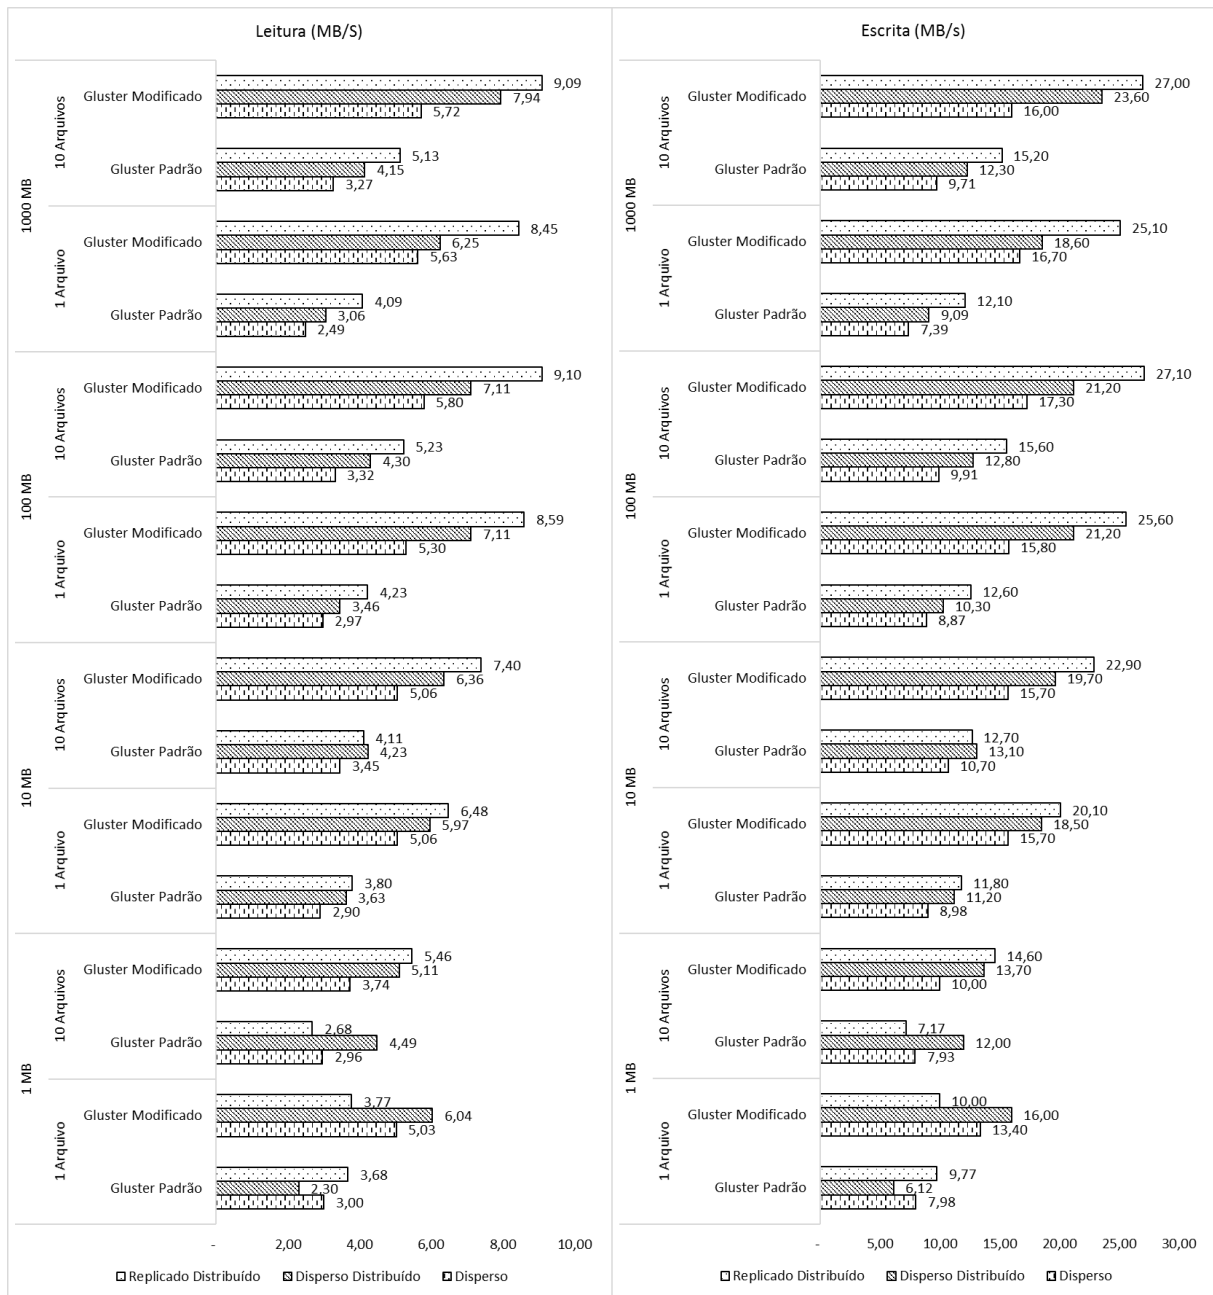 Leitura (MB/S)
1000 MB
10 Arquivos
Gluster Modificado
9,09
7,94
5,72
Gluster Padrão
5,13
4,15
3,27
1 Arquivo
Gluster Modificado
8,45
6,25
5,63
Gluster Padrão
4,09
3,06
2,49
100 MB
10 Arquivos
Gluster Modificado
9,10
7,11
5,80
Gluster Padrão
5,23
4,30
3,32
1 Arquivo
Gluster Modificado
8,59
7,11
5,30
Gluster Padrão
4,23
3,46
2,97
10 MB
10 Arquivos
Gluster Modificado
7,40
6,36
5,06
Gluster Padrão
4,11
4,23
3,45
1 Arquivo
Gluster Modificado
6,48
5,97
5,06
Gluster Padrão
3,80
3,63
2,90
1 MB
10 Arquivos
Gluster Modificado
5,46
5,11
3,74
Gluster Padrão
2,68
4,49
2,96
1 Arquivo
Gluster Modificado
3,77
6,04
5,03
Gluster Padrão
3,68
2,30
3,00
- 2,00 4,00 6,00 8,00 10,00
Replicado Distribuído Disperso Distribuído Disperso
Escrita (MB/s)
1000 MB
10 Arquivos
Gluster Modificado
27,00
23,60
16,00
Gluster Padrão
15,20
12,30
9,71
1 Arquivo
Gluster Modificado
25,10
18,60
16,70
Gluster Padrão
12,10
9,09
7,39
100 MB
10 Arquivos
Gluster Modificado
27,10
21,20
17,30
Gluster Padrão
15,60
12,80
9,91
1 Arquivo
Gluster Modificado
25,60
21,20
15,80
Gluster Padrão
12,60
10,30
8,87
10 MB
10 Arquivos
Gluster Modificado
22,90
19,70
15,70
Gluster Padrão
12,70
13,10
10,70
1 Arquivo
Gluster Modificado
20,10
18,50
15,70
Gluster Padrão
11,80
11,20
8,98
1 MB
10 Arquivos
Gluster Modificado
14,60
13,70
10,00
Gluster Padrão
7,17
12,00
7,93
1 Arquivo
Gluster Modificado
10,00
16,00
13,40
Gluster Padrão
9,77
6,12
7,98
- 5,00 10,00 15,00 20,00 25,00 30,00
Replicado Distribuído Disperso Distribuído Disperso